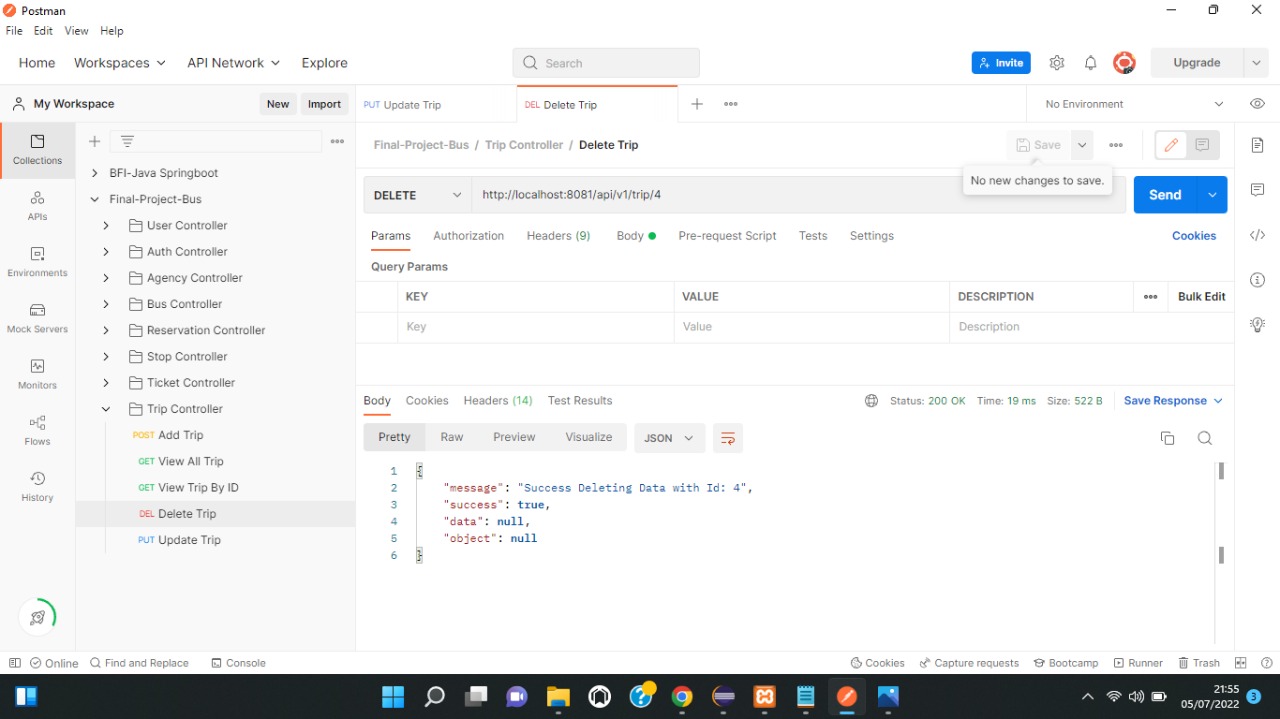 Postman
File Edit View Help
Home Workspaces API Network Explore
Search
Invite
Upgrade
My Workspace
New Import
PUT Update Trip
DEL Delete Trip
No Environment
Collections
APIs
Environments
Mock Servers
Monitors
Flows
History
BFI-Java Springboot
Final-Project-Bus
User Controller
Auth Controller
Agency Controller
Bus Controller
Reservation Controller
Stop Controller
Ticket Controller
Trip Controller
POST Add Trip
GET View All Trip
GET View Trip By ID
DEL Delete Trip
PUT Update Trip
Final-Project-Bus / Trip Controller / Delete Trip
Save
No new changes to save.
DELETE http://localhost:8081/api/v1/trip/4
Send
Params Authorization Headers (9) Body Pre-request Script Tests Settings Cookies
Query Params
KEY VALUE DESCRIPTION Bulk Edit
Key Value Description
Body Cookies Headers (14) Test Results Status: 200 OK Time: 19 ms Size: 522 B Save Response
Pretty Raw Preview Visualize JSON
1 {
2 "message": "Success Deleting Data with Id: 4",
3 "success": true,
4 "data": null,
5 "object": null
6 }
Online Find and Replace Console Cookies Capture requests Bootcamp Runner Trash
21:55
05/07/2022
3